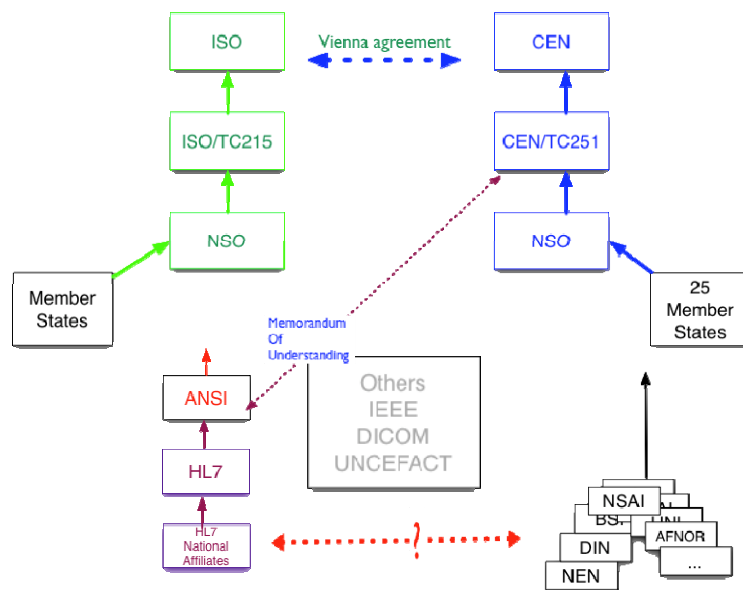 ISO
Vienna agreement
CEN
ISO/TC215
CEN/TC251
NSO
NSO
Member
States
25
Member
States
Memorandum
Of
Understanding
ANSI
Others
IEEE
DICOM
UNCEFACT
HL7
HL7
National
Affiliates
NSAI
DIN
AFNOR
NEN
...